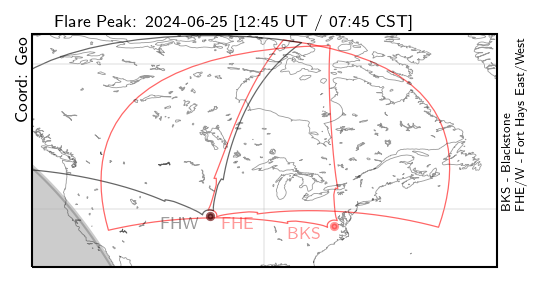 Flare Peak: 2024-06-25 [12:45 UT / 07:45 CST]
Coord: Geo
FHW
FHE
BKS
BKS - Blackstone
FHE/W - Fort Hays East/West